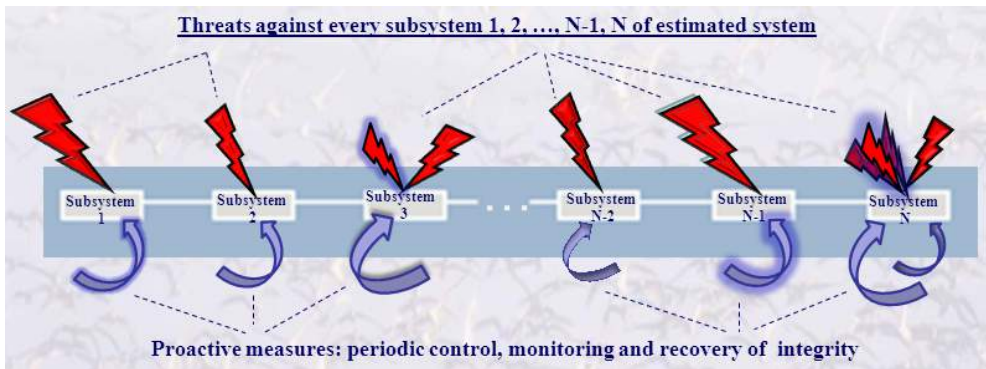 Threats against every subsystem 1, 2, …, N-1, N of estimated system
Subsystem
1
Subsystem
2
Subsystem
3
...
Subsystem
N-2
Subsystem
N-1
Subsystem
N
Proactive measures: periodic control, monitoring and recovery of integrity